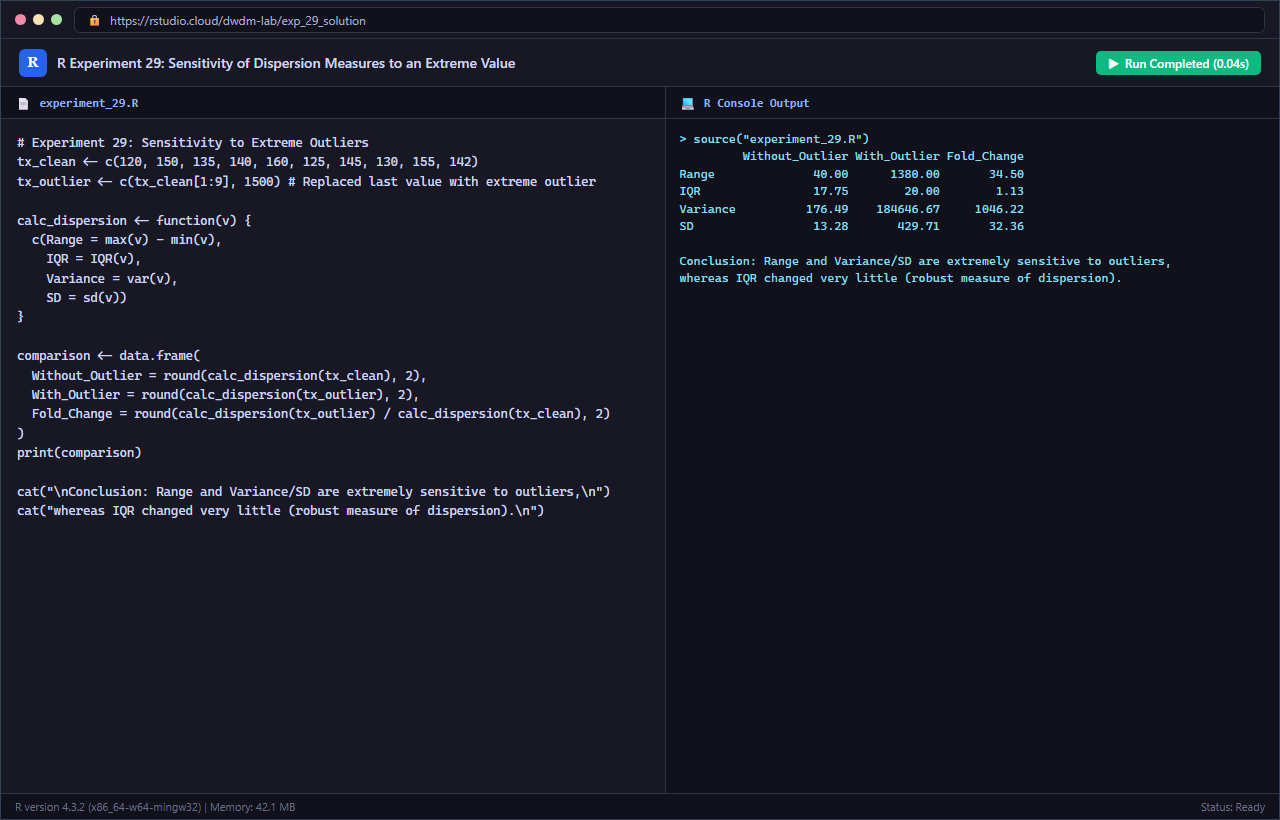 https://rstudio.cloud/dwdm-lab/exp_29_solution
R
R Experiment 29: Sensitivity of Dispersion Measures to an Extreme Value
▶ Run Completed (0.04s)
experiment_29.R
# Experiment 29: Sensitivity to Extreme Outliers
tx_clean <- c(120, 150, 135, 140, 160, 125, 145, 130, 155, 142)
tx_outlier <- c(tx_clean[1:9], 1500) # Replaced last value with extreme outlier

calc_dispersion <- function(v) {
  c(Range = max(v) - min(v),
    IQR = IQR(v),
    Variance = var(v),
    SD = sd(v))
}

comparison <- data.frame(
  Without_Outlier = round(calc_dispersion(tx_clean), 2),
  With_Outlier = round(calc_dispersion(tx_outlier), 2),
  Fold_Change = round(calc_dispersion(tx_outlier) / calc_dispersion(tx_clean), 2)
)
print(comparison)

cat("\nConclusion: Range and Variance/SD are extremely sensitive to outliers,\n")
cat("whereas IQR changed very little (robust measure of dispersion).\n")
R Console Output
> source("experiment_29.R")
         Without_Outlier With_Outlier Fold_Change
Range              40.00      1380.00       34.50
IQR                17.75        20.00        1.13
Variance          176.49    184646.67     1046.22
SD                 13.28       429.71       32.36

Conclusion: Range and Variance/SD are extremely sensitive to outliers,
whereas IQR changed very little (robust measure of dispersion).
R version 4.3.2 (x86_64-w64-mingw32) | Memory: 42.1 MB
Status: Ready